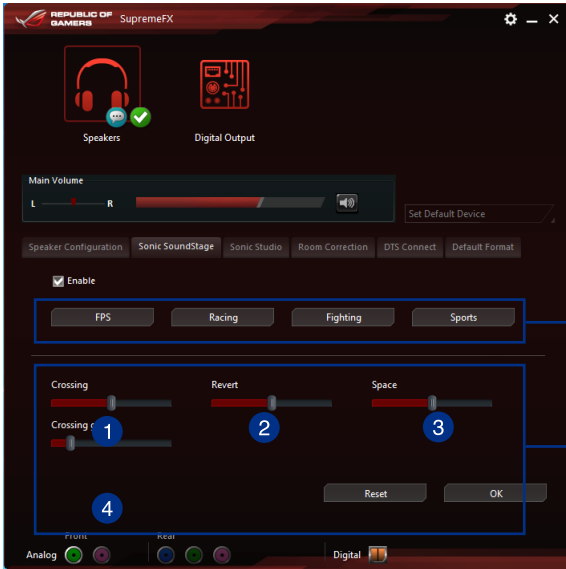 REPUBLIC OF
GAMERS
SupremeFX
Speakers
Digital Output
Main Volume
L R
Set Default Device
Speaker Configuration Sonic SoundStage Sonic Studio Room Correction DTS Connect Default Format
Enable
FPS Racing Fighting Sports
Crossing Revert Space
1 2 3
Crossing
4
Reset OK
Front Rear
Analog Digital